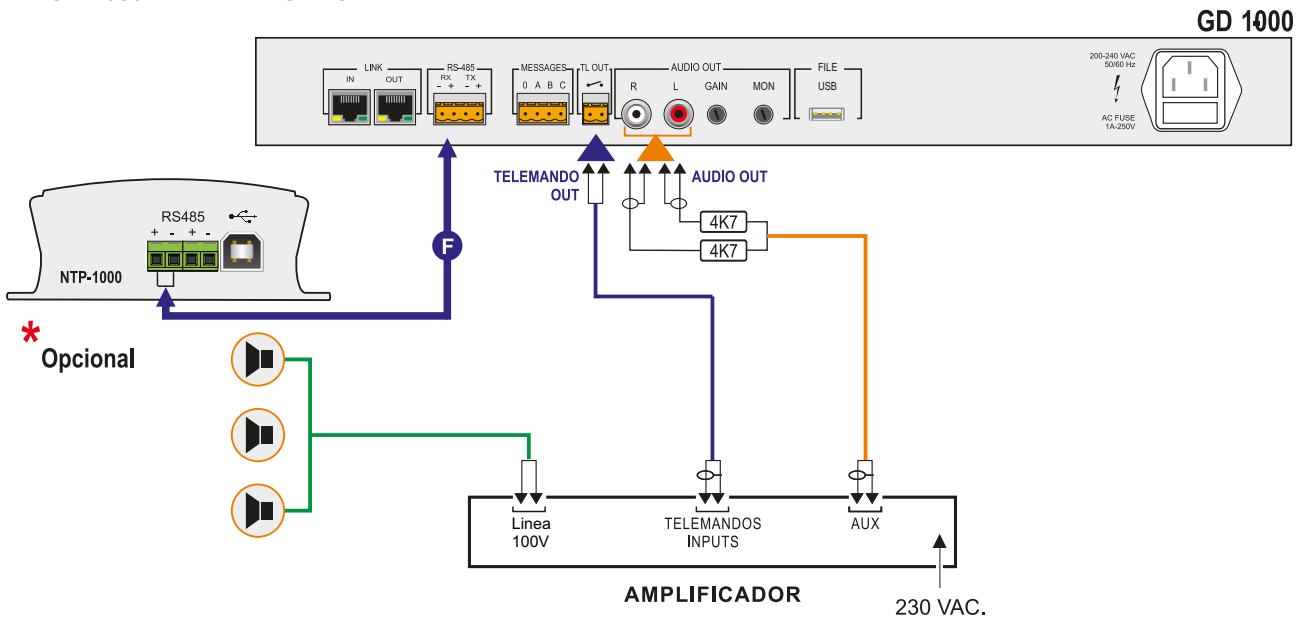 GD 1000
200-240 VAC
50/60 Hz
AC FUSE
1A-250V
LINK
IN OUT
RS-485
RX TX
- + - +
MESSAGES
0 A B C
TL OUT
AUDIO OUT
R L GAIN MON
FILE
USB
TELEMANDO
OUT
AUDIO OUT
4K7
4K7
F
RS485
+ - + -
NTP-1000
*
Opcional
Linea
100V
TELEMANDOS
INPUTS
AUX
AMPLIFICADOR
230 VAC.